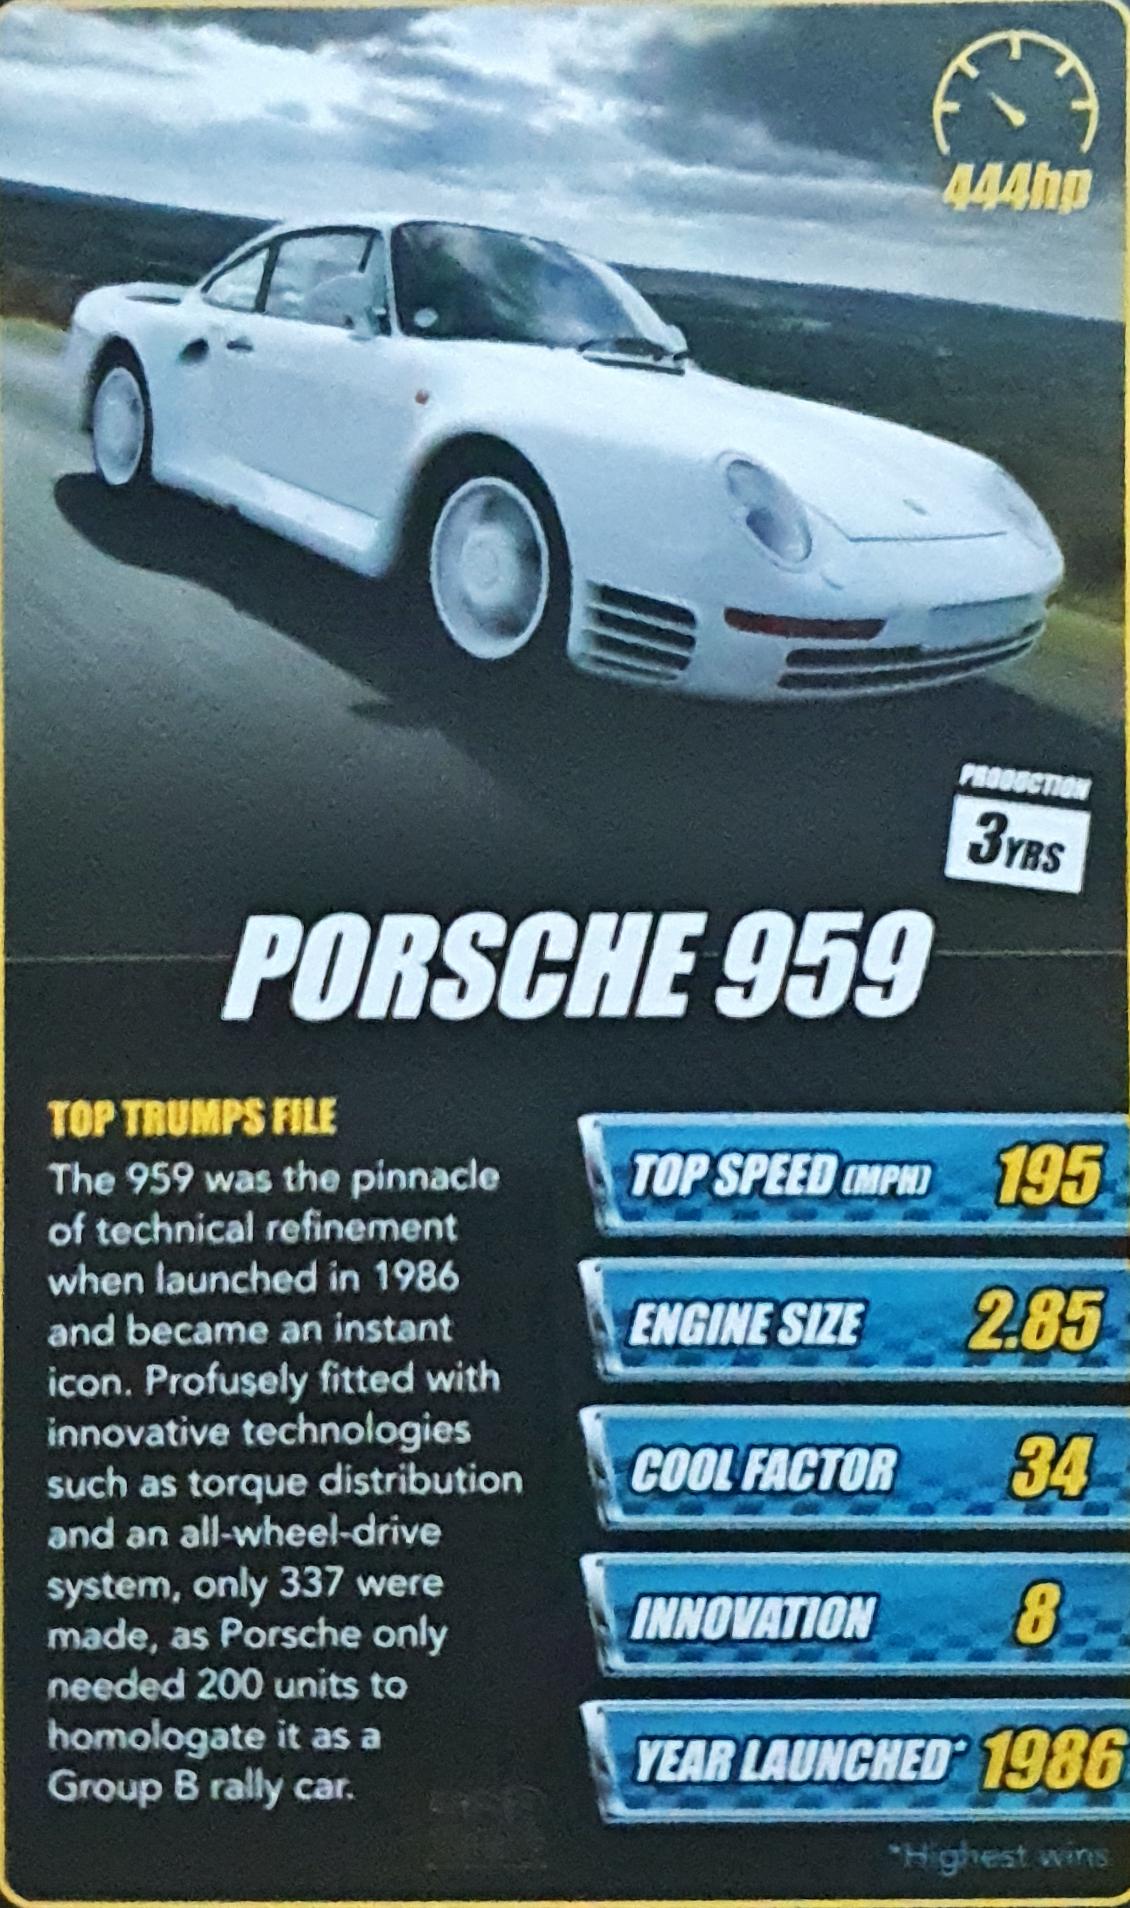 444hp
PRODUCTION
3YRS
PORSCHE 959
TOP TRUMPS FILE
The 959 was the pinnacle
of technical refinement
when launched in 1986
and became an instant
icon. Profusely fitted with
innovative technologies
such as torque distribution
and an all-wheel-drive
system, only 337 were
made, as Porsche only
needed 200 units to
homologate it as a
Group B rally car.
TOP SPEED (MPH) 195
ENGINE SIZE 2.85
COOL FACTOR 34
INNOVATION 8
YEAR LAUNCHED* 1986
*Highest wins